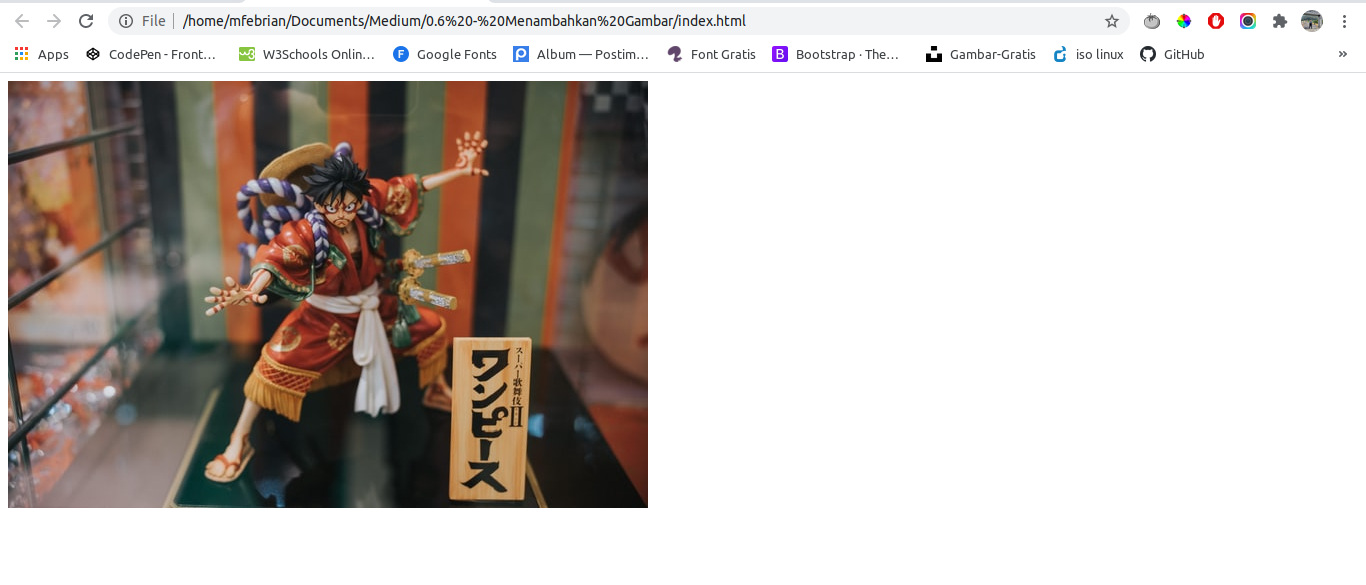 File
/home/mfebrian/Documents/Medium/0.6%20-%20Menambahkan%20Gambar/index.html
Apps
CodePen - Front…
W3Schools Onlin…
Google Fonts
Album — Postim…
Font Gratis
Bootstrap · The…
Gambar-Gratis
iso linux
GitHub
»
スーパー歌舞伎II
ワンピース